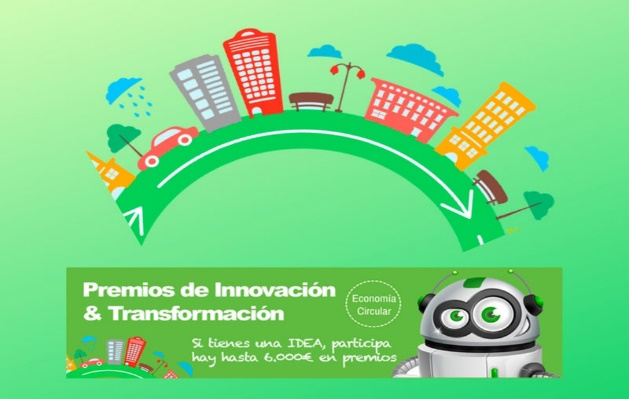 Premios de Innovación
& Transformación
Economía
Circular
Si tienes una IDEA, participa
hay hasta 6.000€ en premios